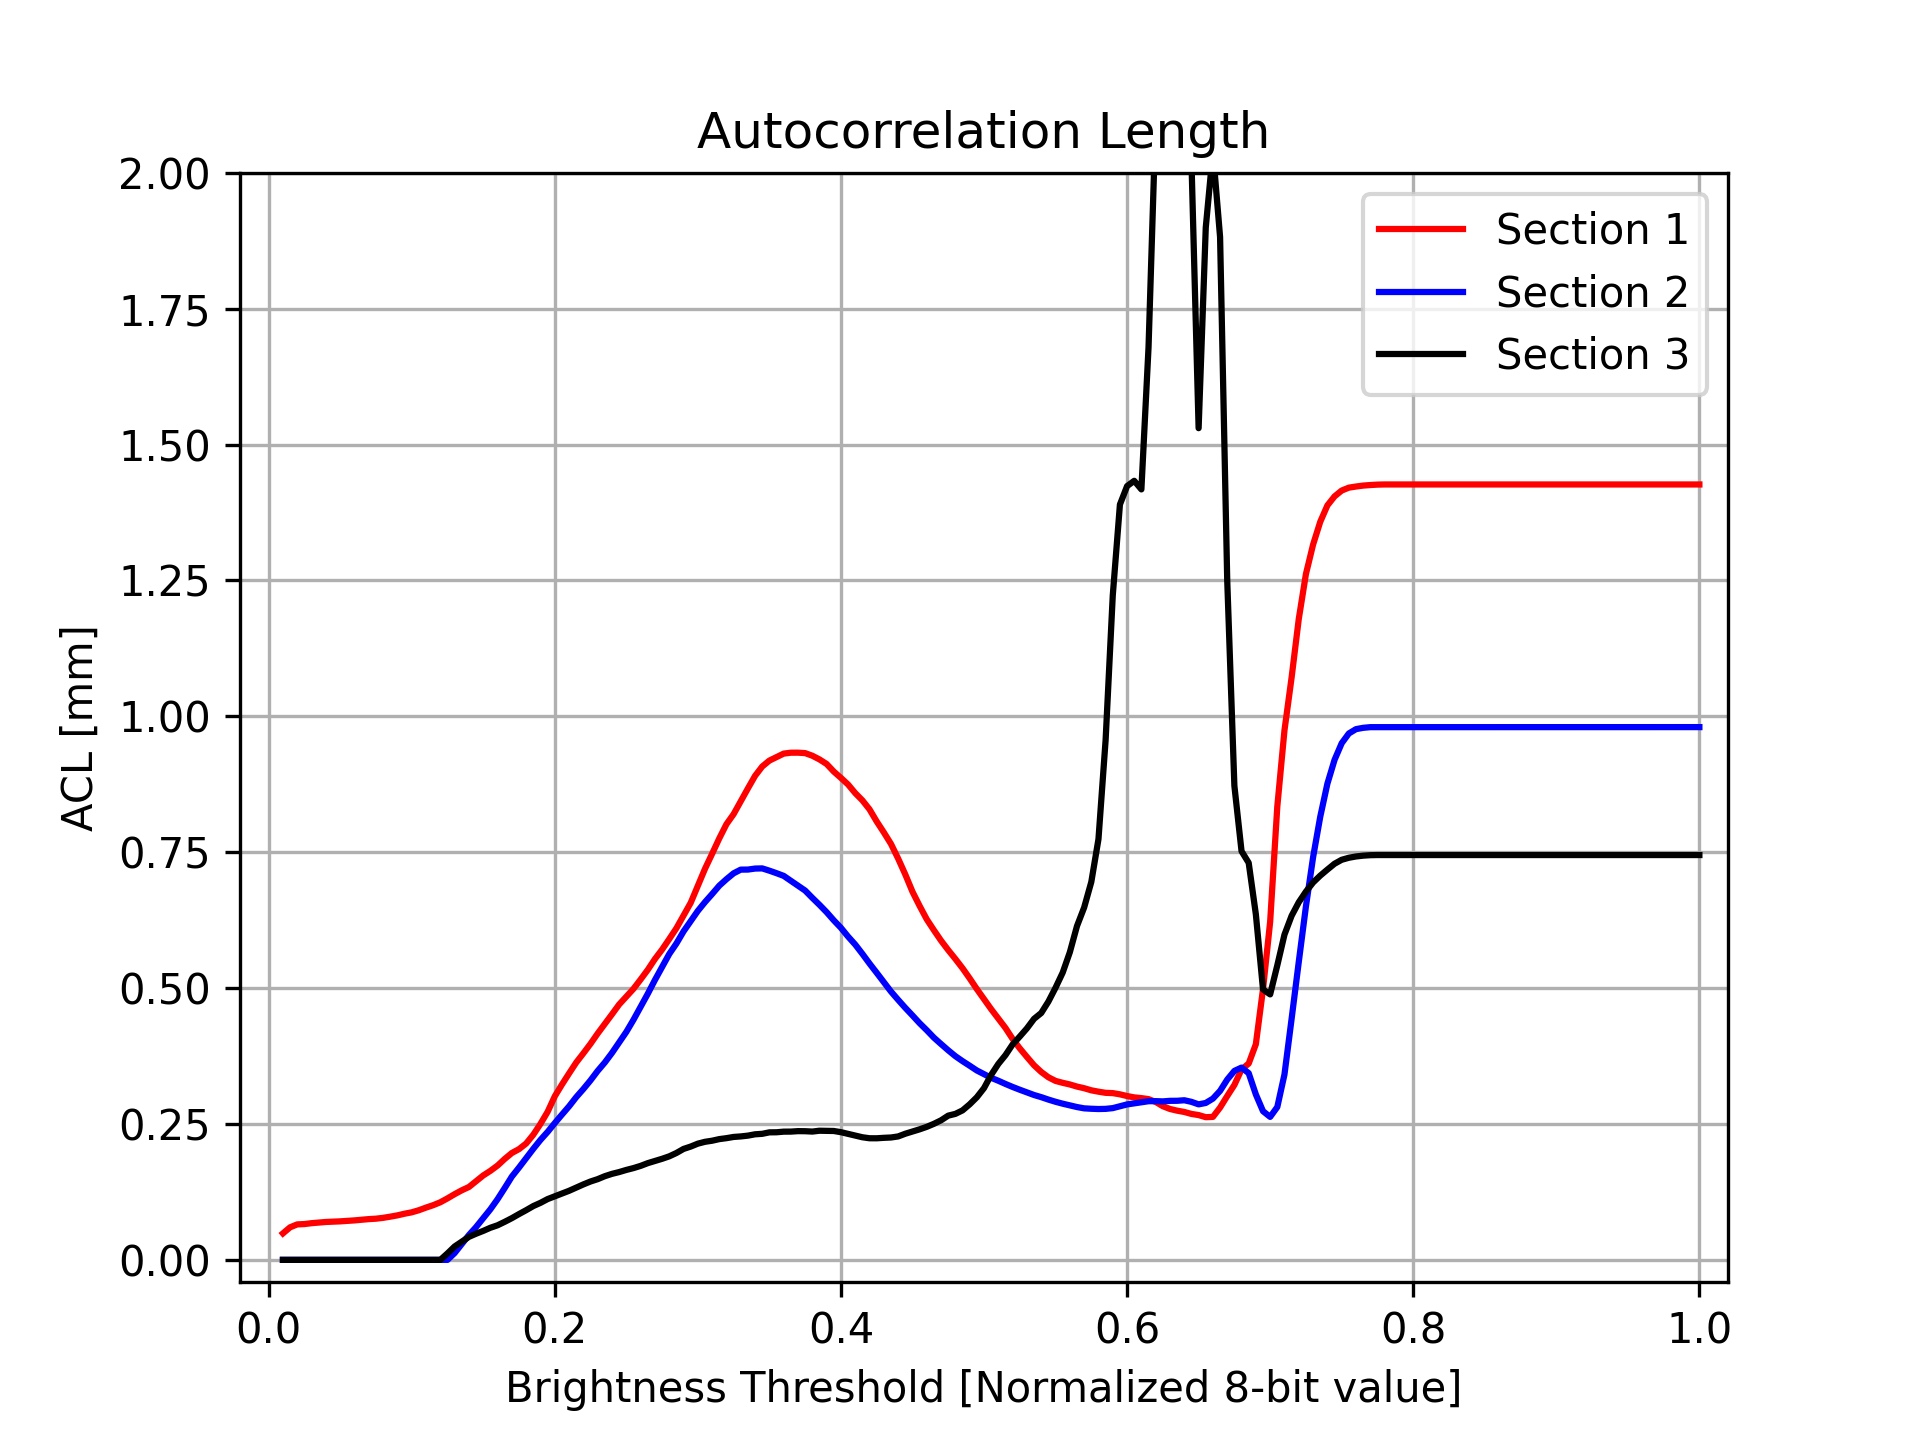 Autocorrelation Length
2.00
1.75
1.50
1.25
1.00
0.75
0.50
0.25
0.00
ACL [mm]
Section 1
Section 2
Section 3
0.0 0.2 0.4 0.6 0.8 1.0
Brightness Threshold [Normalized 8-bit value]